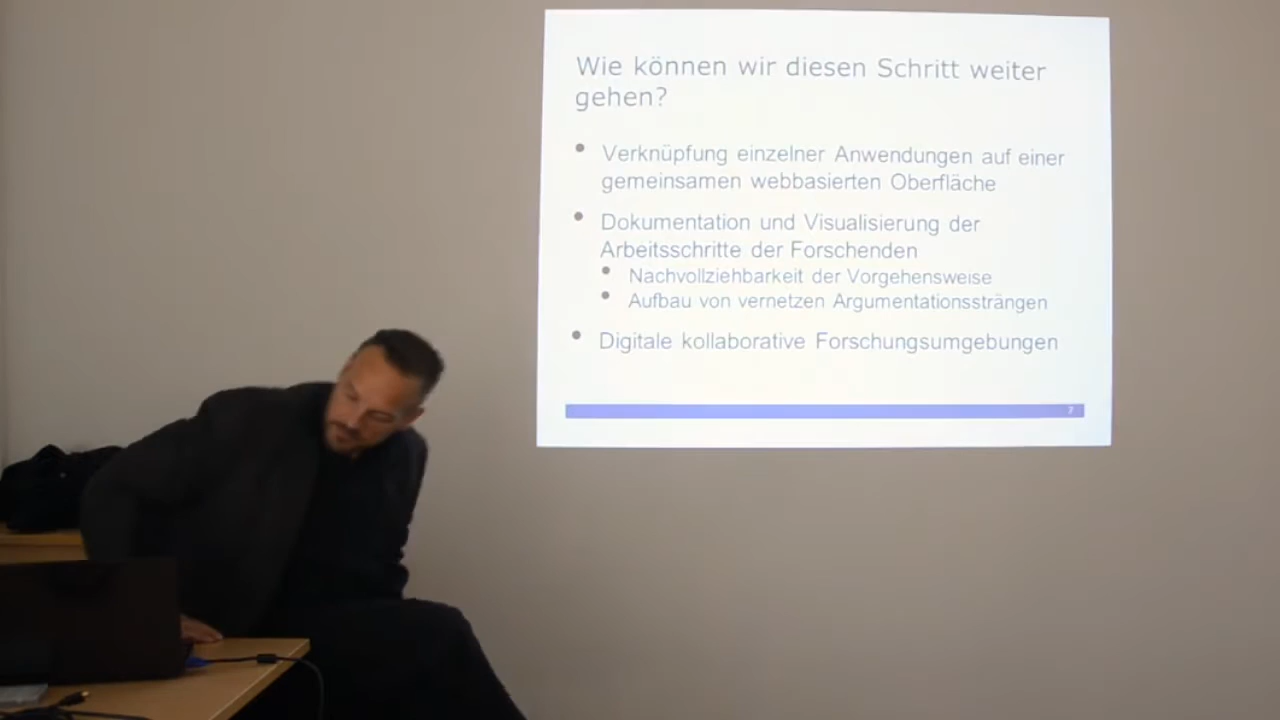 Wie können wir diesen Schritt weiter
gehen?
• Verknüpfung einzelner Anwendungen auf einer
gemeinsamen webbasierten Oberfläche
• Dokumentation und Visualisierung der
Arbeitsschritte der Forschenden
• Nachvollziehbarkeit der Vorgehensweise
• Aufbau von vernetzen Argumentationssträngen
• Digitale kollaborative Forschungsumgebungen
7